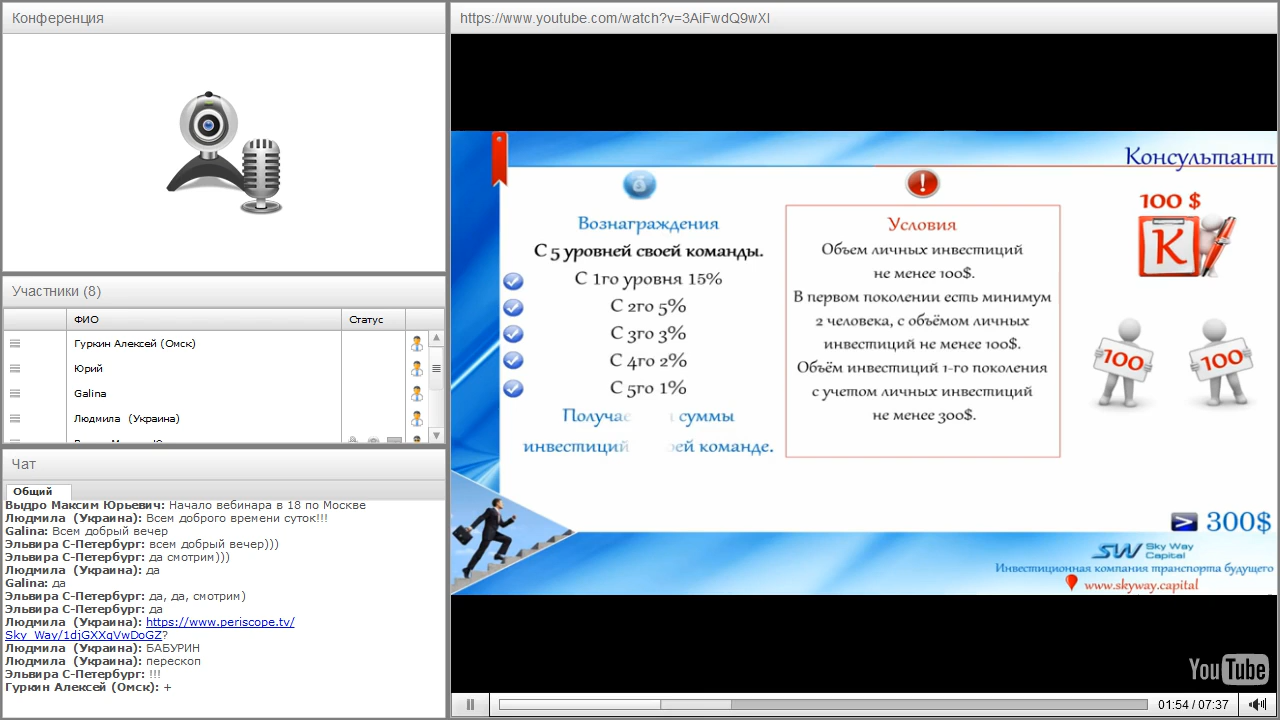 Конференция
Участники (8)
ФИО
Статус
Гуркин Алексей (Омск)
Юрий
Galina
Людмила (Украина)
Чат
Общий
Выдро Максим Юрьевич: Начало вебинара в 18 по Москве
Людмила (Украина): Всем доброго времени суток!!!
Galina: Всем добрый вечер
Эльвира С-Петербург: всем добрый вечер)))
Эльвира С-Петербург: да смотрим)))
Людмила (Украина): да
Galina: да
Эльвира С-Петербург: да, да, смотрим)
Эльвира С-Петербург: да
Людмила (Украина): https://www.periscope.tv/
Sky_Way/1djGXXqVwDoGZ?
Людмила (Украина): БАБУРИН
Людмила (Украина): перескоп
Эльвира С-Петербург: !!!
Гуркин Алексей (Омск): +
https://www.youtube.com/watch?v=3AiFwdQ9wXI
Консультант
Вознаграждения
С 5 уровней своей команды.
С 1го уровня 15%
С 2го 5%
С 3го 3%
С 4го 2%
С 5го 1%
Получае суммы
инвестиций ей команде.
!
Условия
Объем личных инвестиций
не менее 100$.
В первом поколении есть минимум
2 человека, с объёмом личных
инвестиций не менее 100$.
Объём инвестиций 1-го поколения
с учетом личных инвестиций
не менее 300$.
100 $
К
100
100
> 300$
SW Sky Way
Capital
Инвестиционная компания транспорта будущего
www.skyway.capital
YouTube
01:54 / 07:37